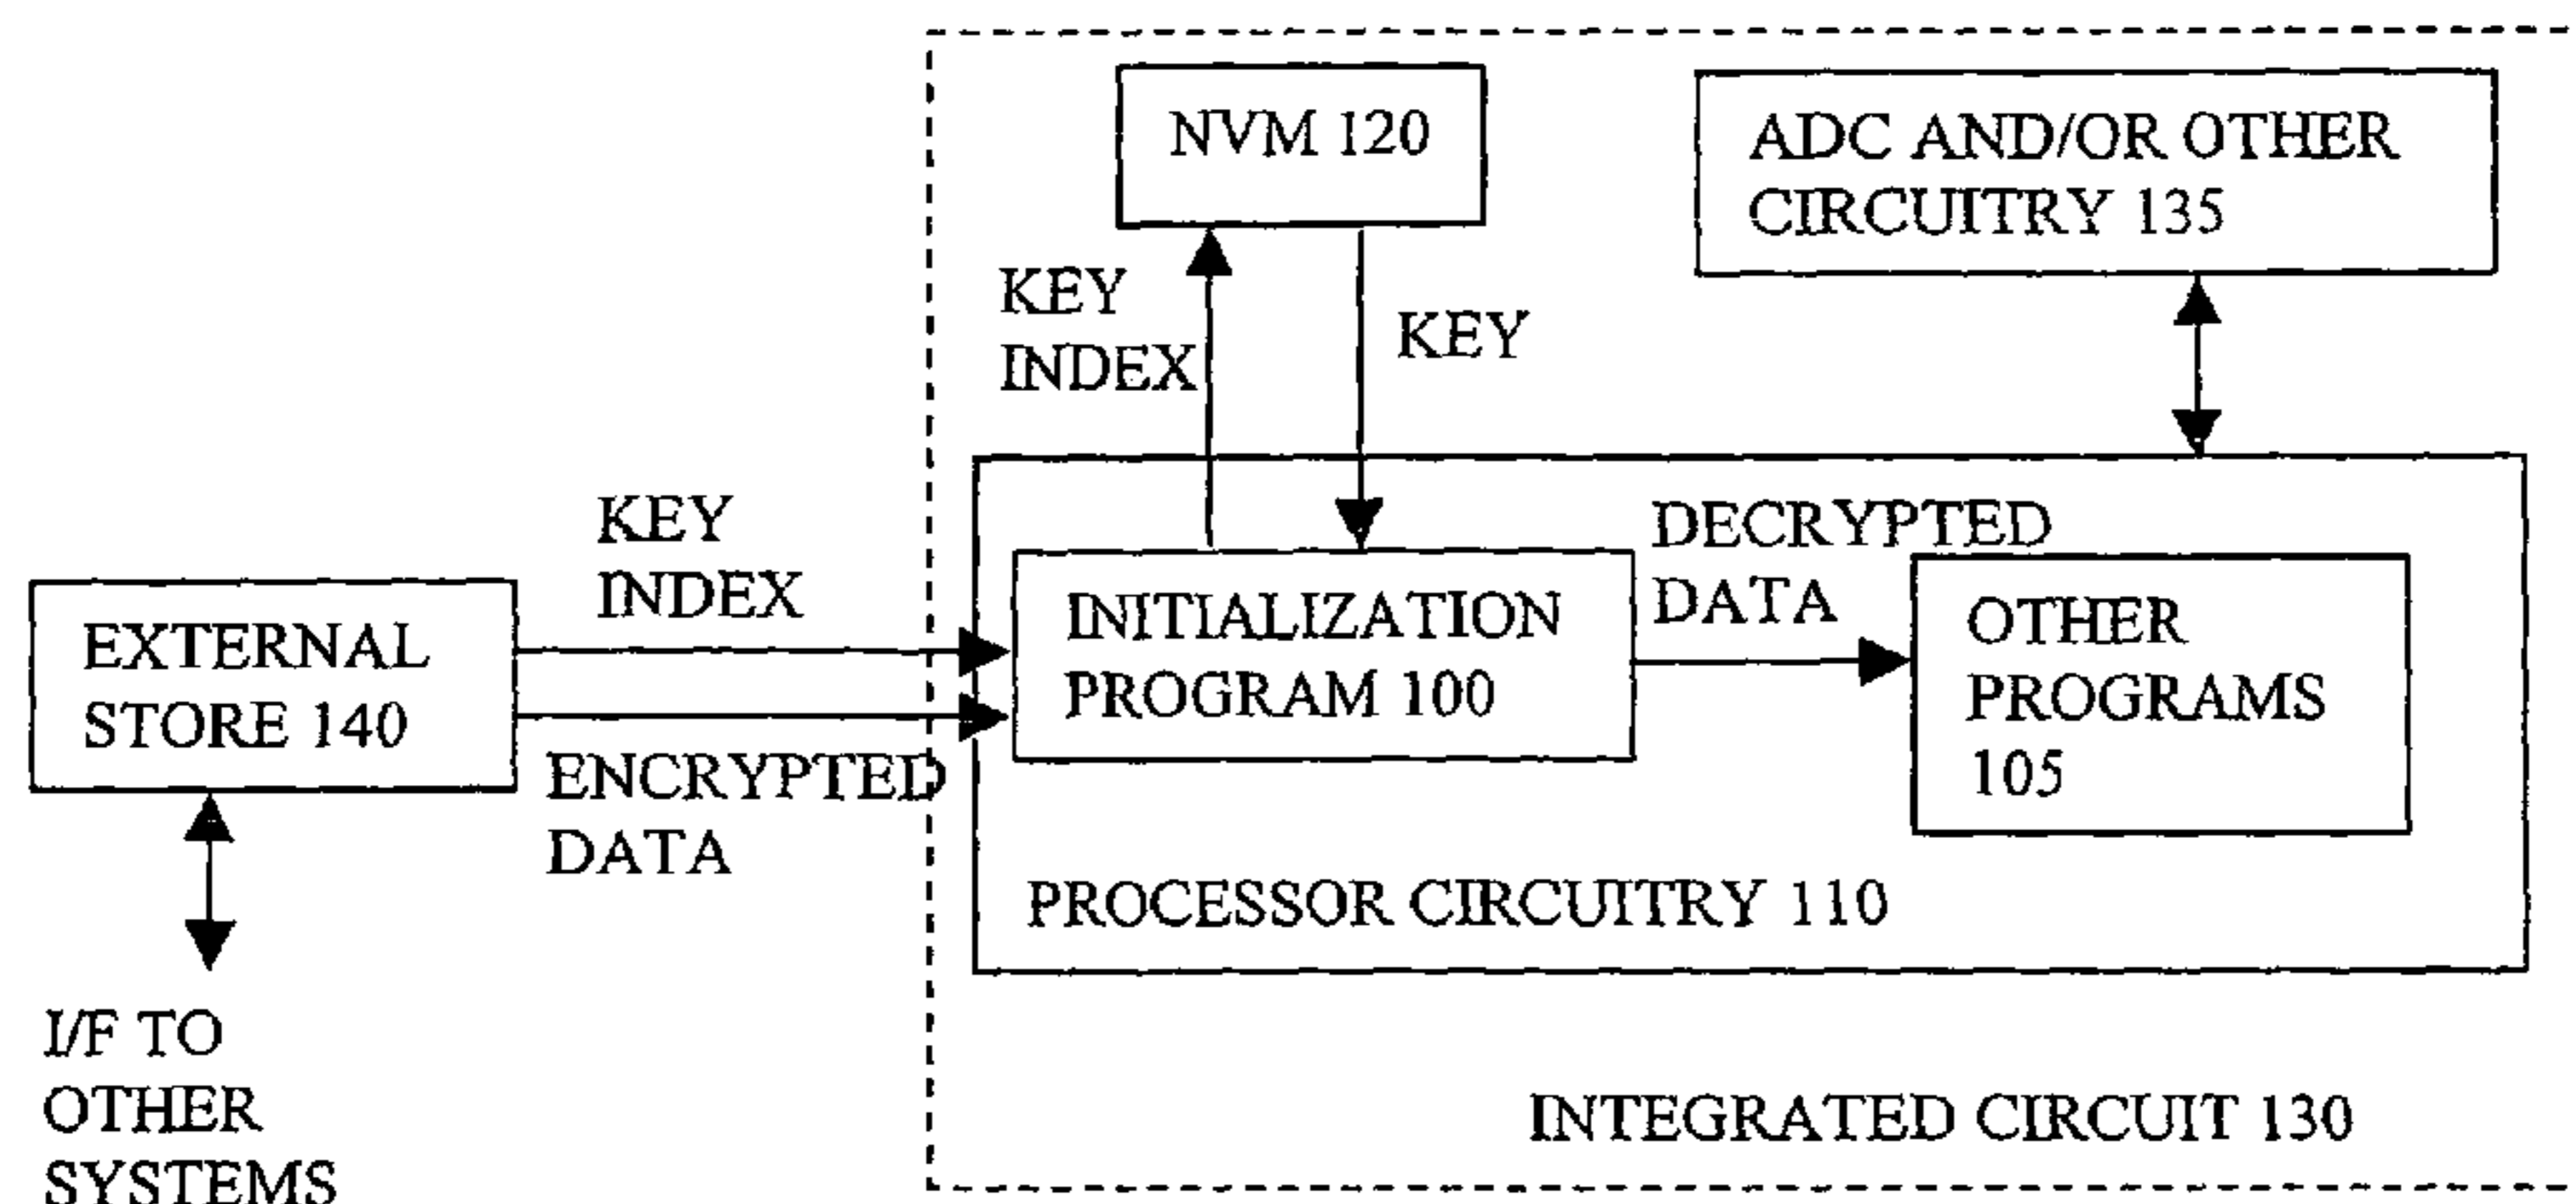 NVM 120
ADC AND/OR OTHER
CIRCUITRY 135
KEY
INDEX
KEY
KEY
INDEX
DECRYPTED
DATA
EXTERNAL
STORE 140
INITIALIZATION
PROGRAM 100
OTHER
PROGRAMS
105
ENCRYPTED
DATA
PROCESSOR CIRCUITRY 110
I/F TO
OTHER
SYSTEMS
INTEGRATED CIRCUIT 130